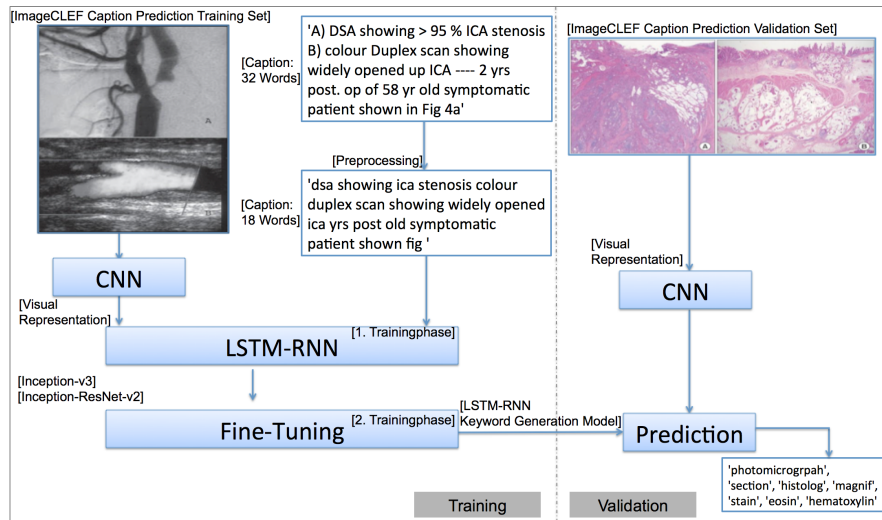 [ImageCLEF Caption Prediction Training Set]
A
B
[Caption:
32 Words]
'A) DSA showing > 95 % ICA stenosis
B) colour Duplex scan showing
widely opened up ICA ---- 2 yrs
post. op of 58 yr old symptomatic
patient shown in Fig 4a'
[Preprocessing]
[Caption:
18 Words]
'dsa showing ica stenosis colour
duplex scan showing widely opened
ica yrs post old symptomatic
patient shown fig '
CNN
[Visual
Representation]
[1. Trainingphase]
LSTM-RNN
[Inception-v3]
[Inception-ResNet-v2]
[2. Trainingphase]
Fine-Tuning
[LSTM-RNN
Keyword Generation Model]
Training
[ImageCLEF Caption Prediction Validation Set]
A
B
[Visual
Representation]
CNN
Prediction
'photomicrgrpah',
'section', 'histolog', 'magnif',
'stain', 'eosin', 'hematoxylin'
Validation